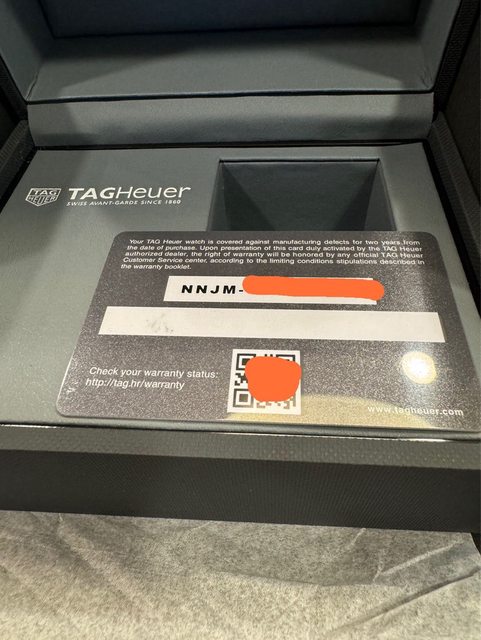 TAG
HEUER
TAGHeuer
SWISS AVANT-GARDE SINCE 1860
Your TAG Heuer watch is covered against manufacturing defects for two years from
the date of purchase. Upon presentation of this card duly activated by the TAG Heuer
authorized dealer, the right of warranty will be honored by any official TAG Heuer
Customer Service center, according to the limiting conditions stipulations described in
the warranty booklet.
NNJM-
Check your warranty status:
http://tag.hr/warranty
www.tagheuer.com